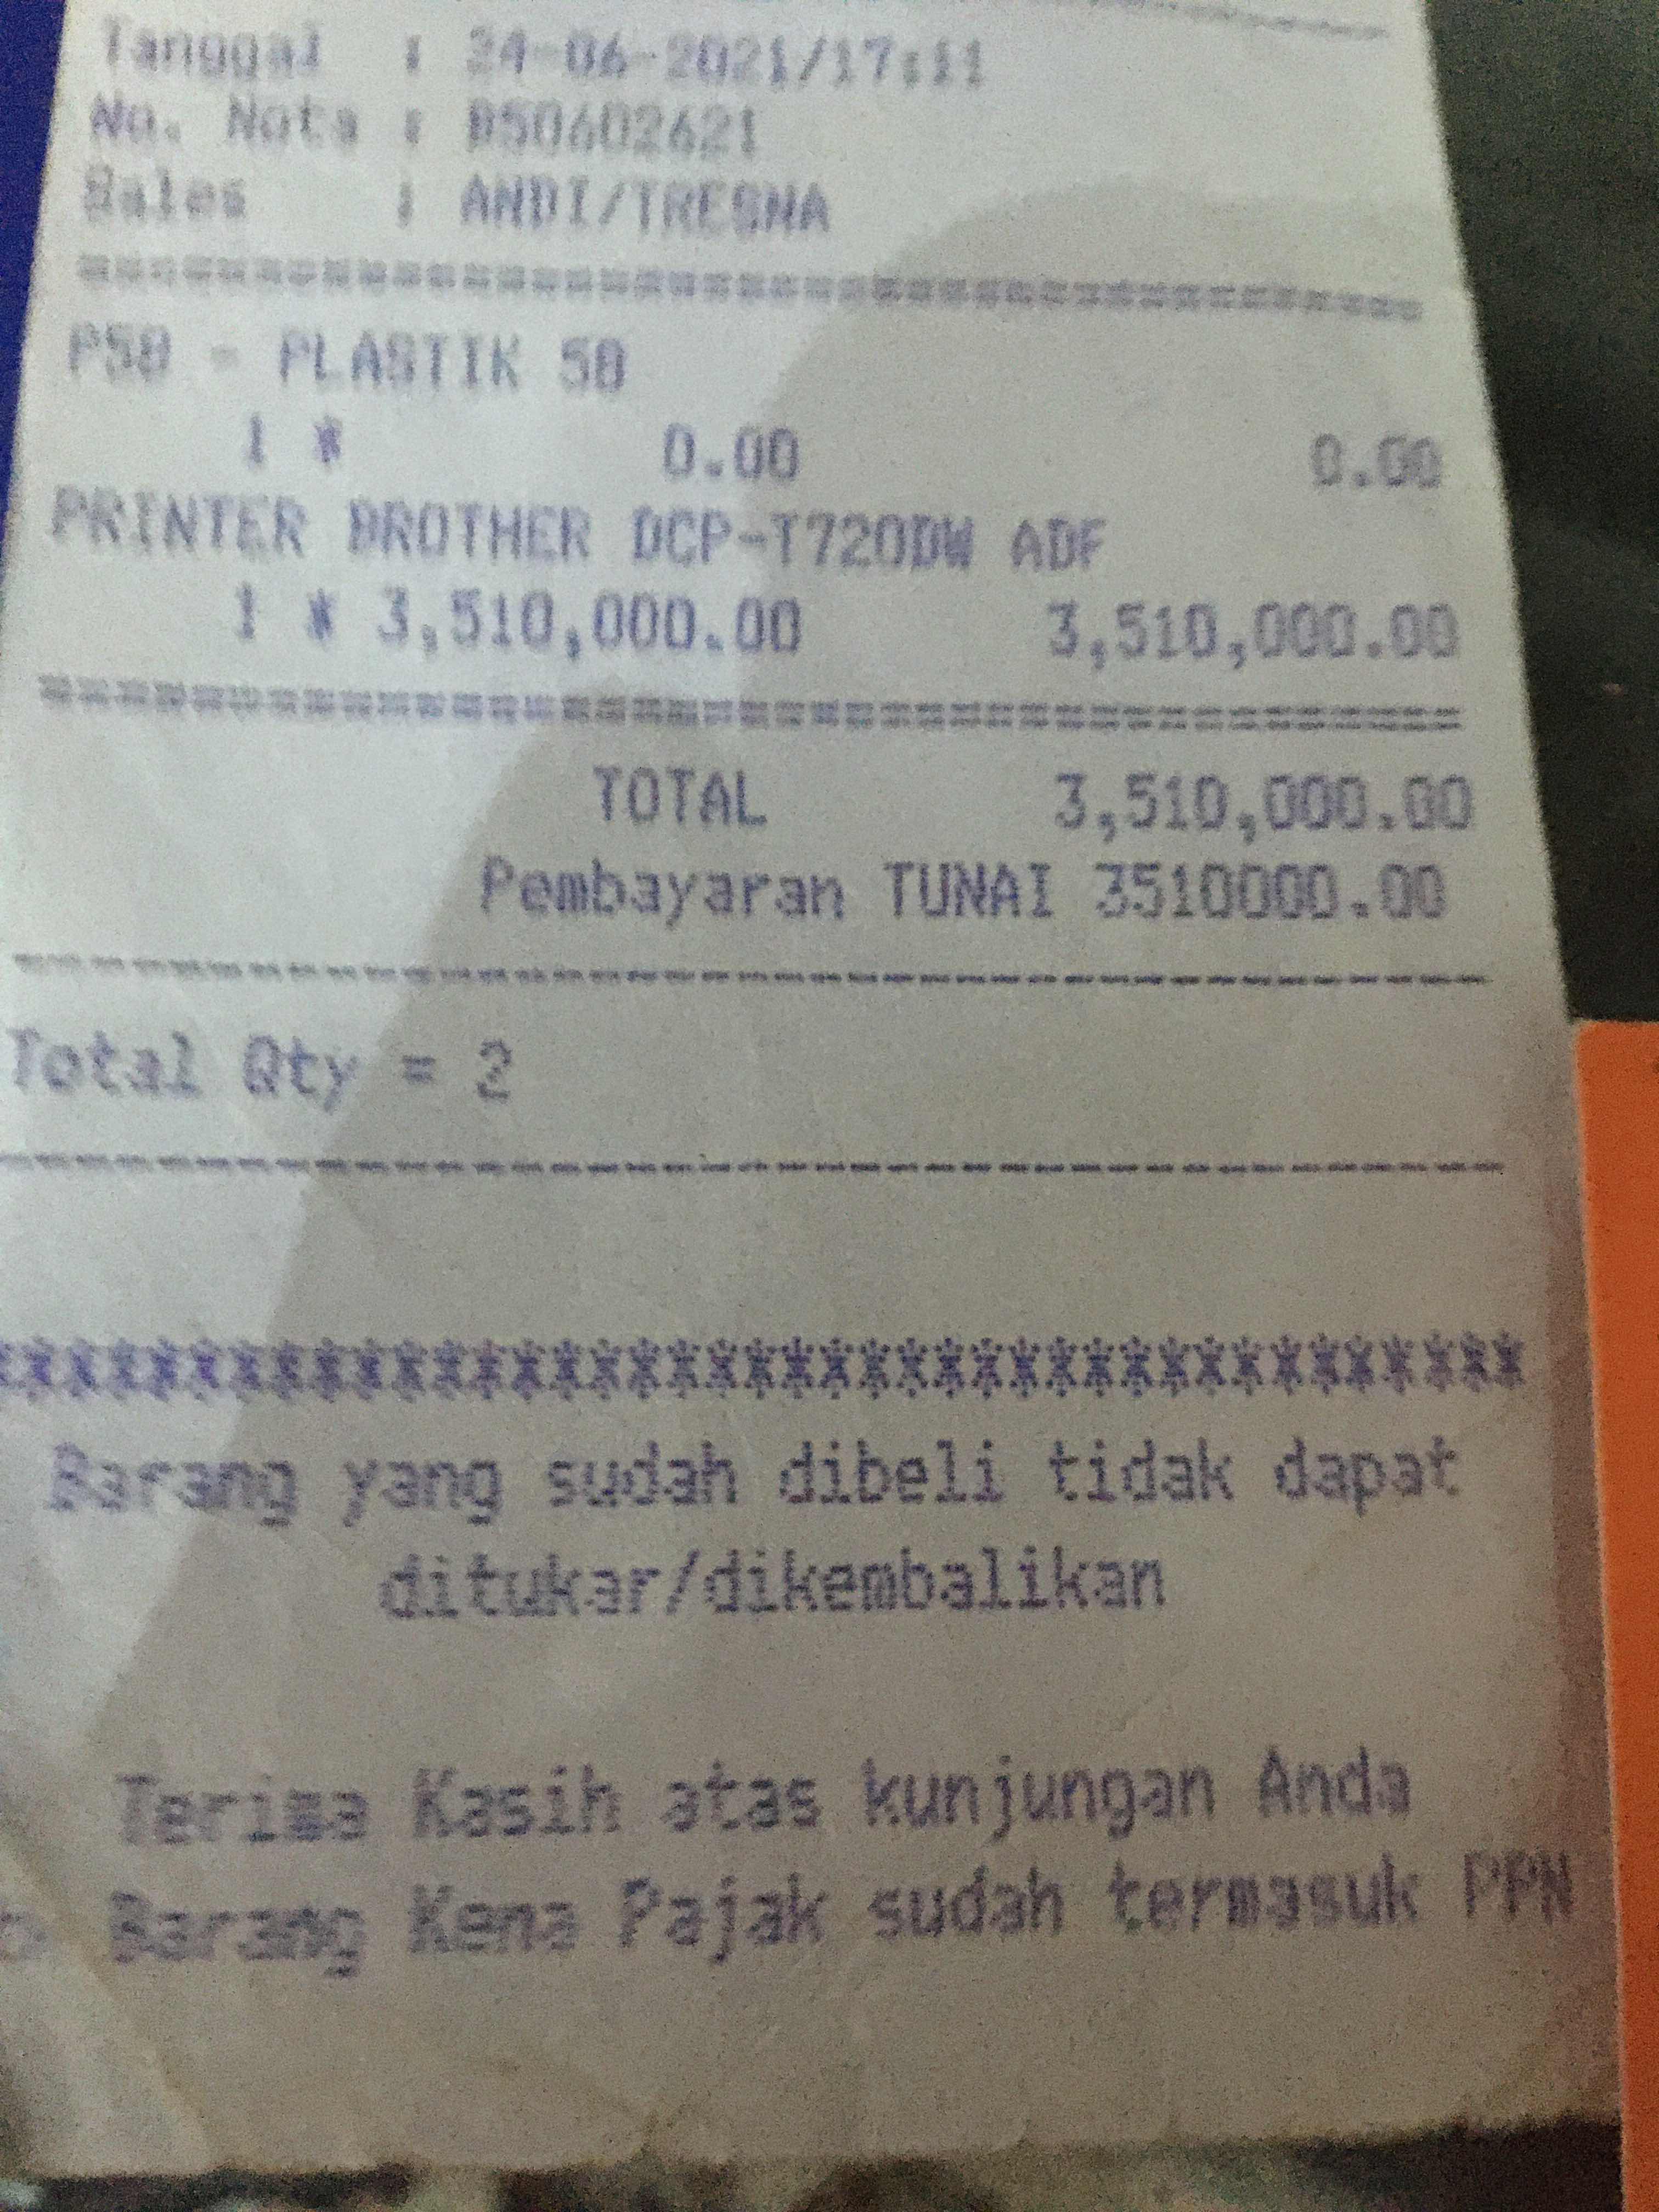 Tanggal : 24-06-2021/17:11
No. Nota : B50602621
Sales : ANDI/TRESNA
=====================================
P50 - PLASTIK 50
1 * 0.00 0.00
PRINTER BROTHER DCP-T720DW ADF
1 * 3,510,000.00 3,510,000.00
=======================================
TOTAL 3,510,000.00
Pembayaran TUNAI 3510000.00
----------------------------------------
Total Qty = 2
----------------------------------------
****************************************
Barang yang sudah dibeli tidak dapat
ditukar/dikembalikan
Terima Kasih atas kunjungan Anda
Barang Kena Pajak sudah termasuk PPN